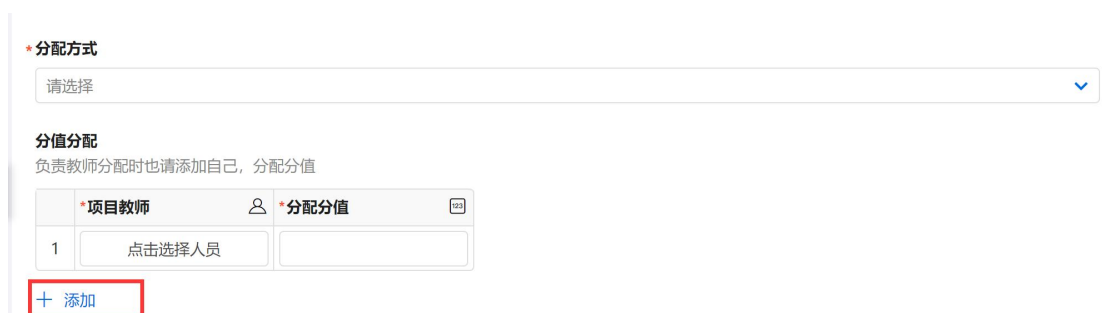 *分配方式
请选择
分值分配
负责教师分配时也请添加自己，分配分值
*项目教师 *分配分值 123
1 点击选择人员
+ 添加